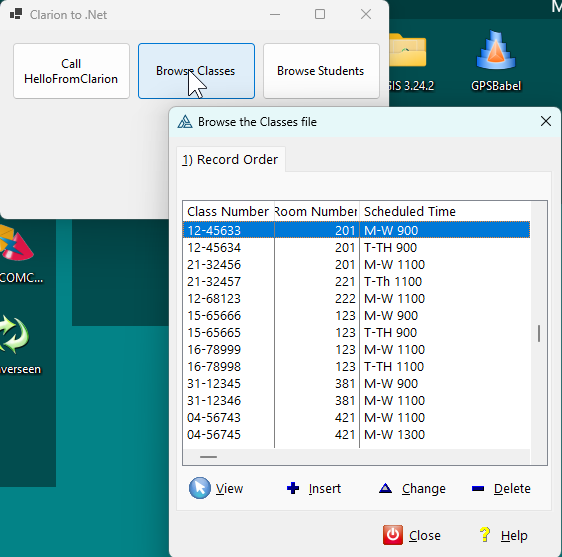 Clarion to .Net
M
Call
HelloFromClarion
Browse Classes
Browse Students
GIS 3.24.2
GPSBabel
COMC...
verseen
Browse the Classes file
1) Record Order
Class Number Room Number Scheduled Time
12-45633 201 M-W 900
12-45634 201 T-TH 900
21-32456 201 M-W 1100
21-32457 221 T-Th 1100
12-68123 222 M-W 1100
15-65666 123 M-W 900
15-65665 123 T-TH 900
16-78999 123 M-W 1100
16-78998 123 T-TH 1100
31-12345 381 M-W 900
31-12346 381 M-W 1100
04-56743 421 M-W 1100
04-56745 421 M-W 1300
View Insert Change Delete
Close Help